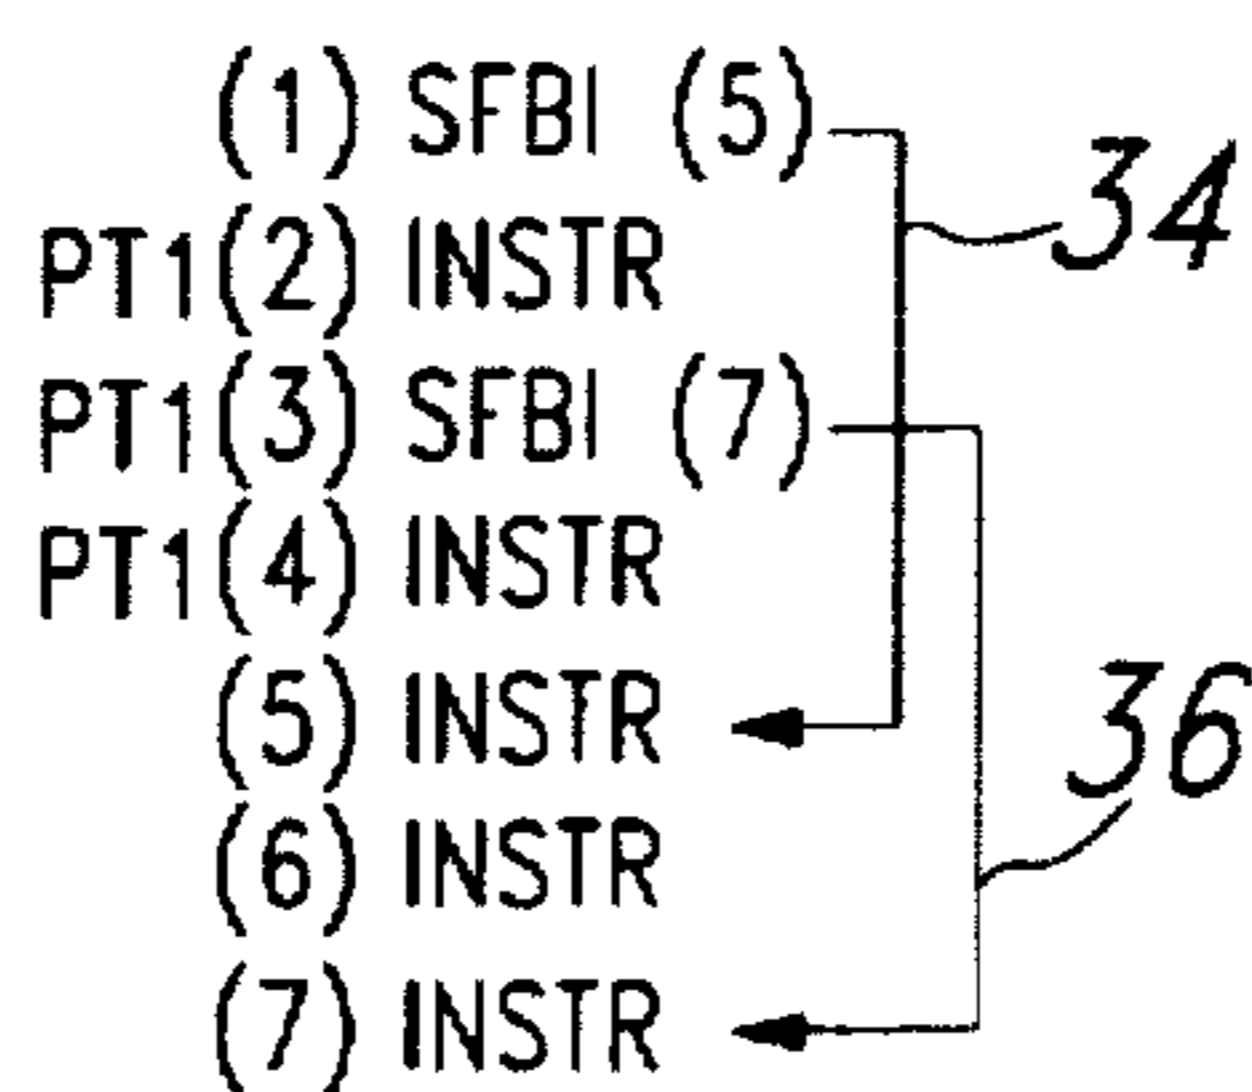 (1) SFBI (5)
34
PT1(2) INSTR
PT1(3) SFBI (7)
PT1(4) INSTR
(5) INSTR
36
(6) INSTR
(7) INSTR